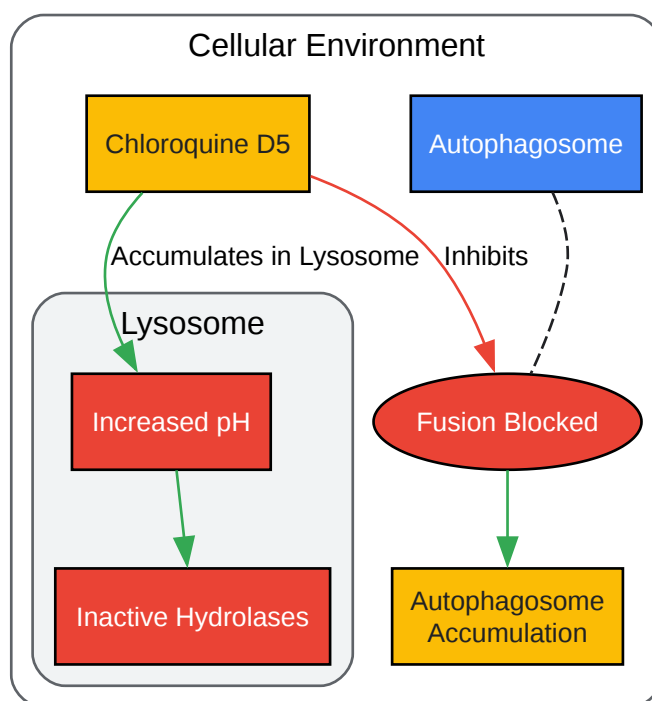 Cellular Environment
Chloroquine D5
Autophagosome
Accumulates in Lysosome
Inhibits
Lysosome
Increased pH
Fusion Blocked
Inactive Hydrolases
Autophagosome
Accumulation